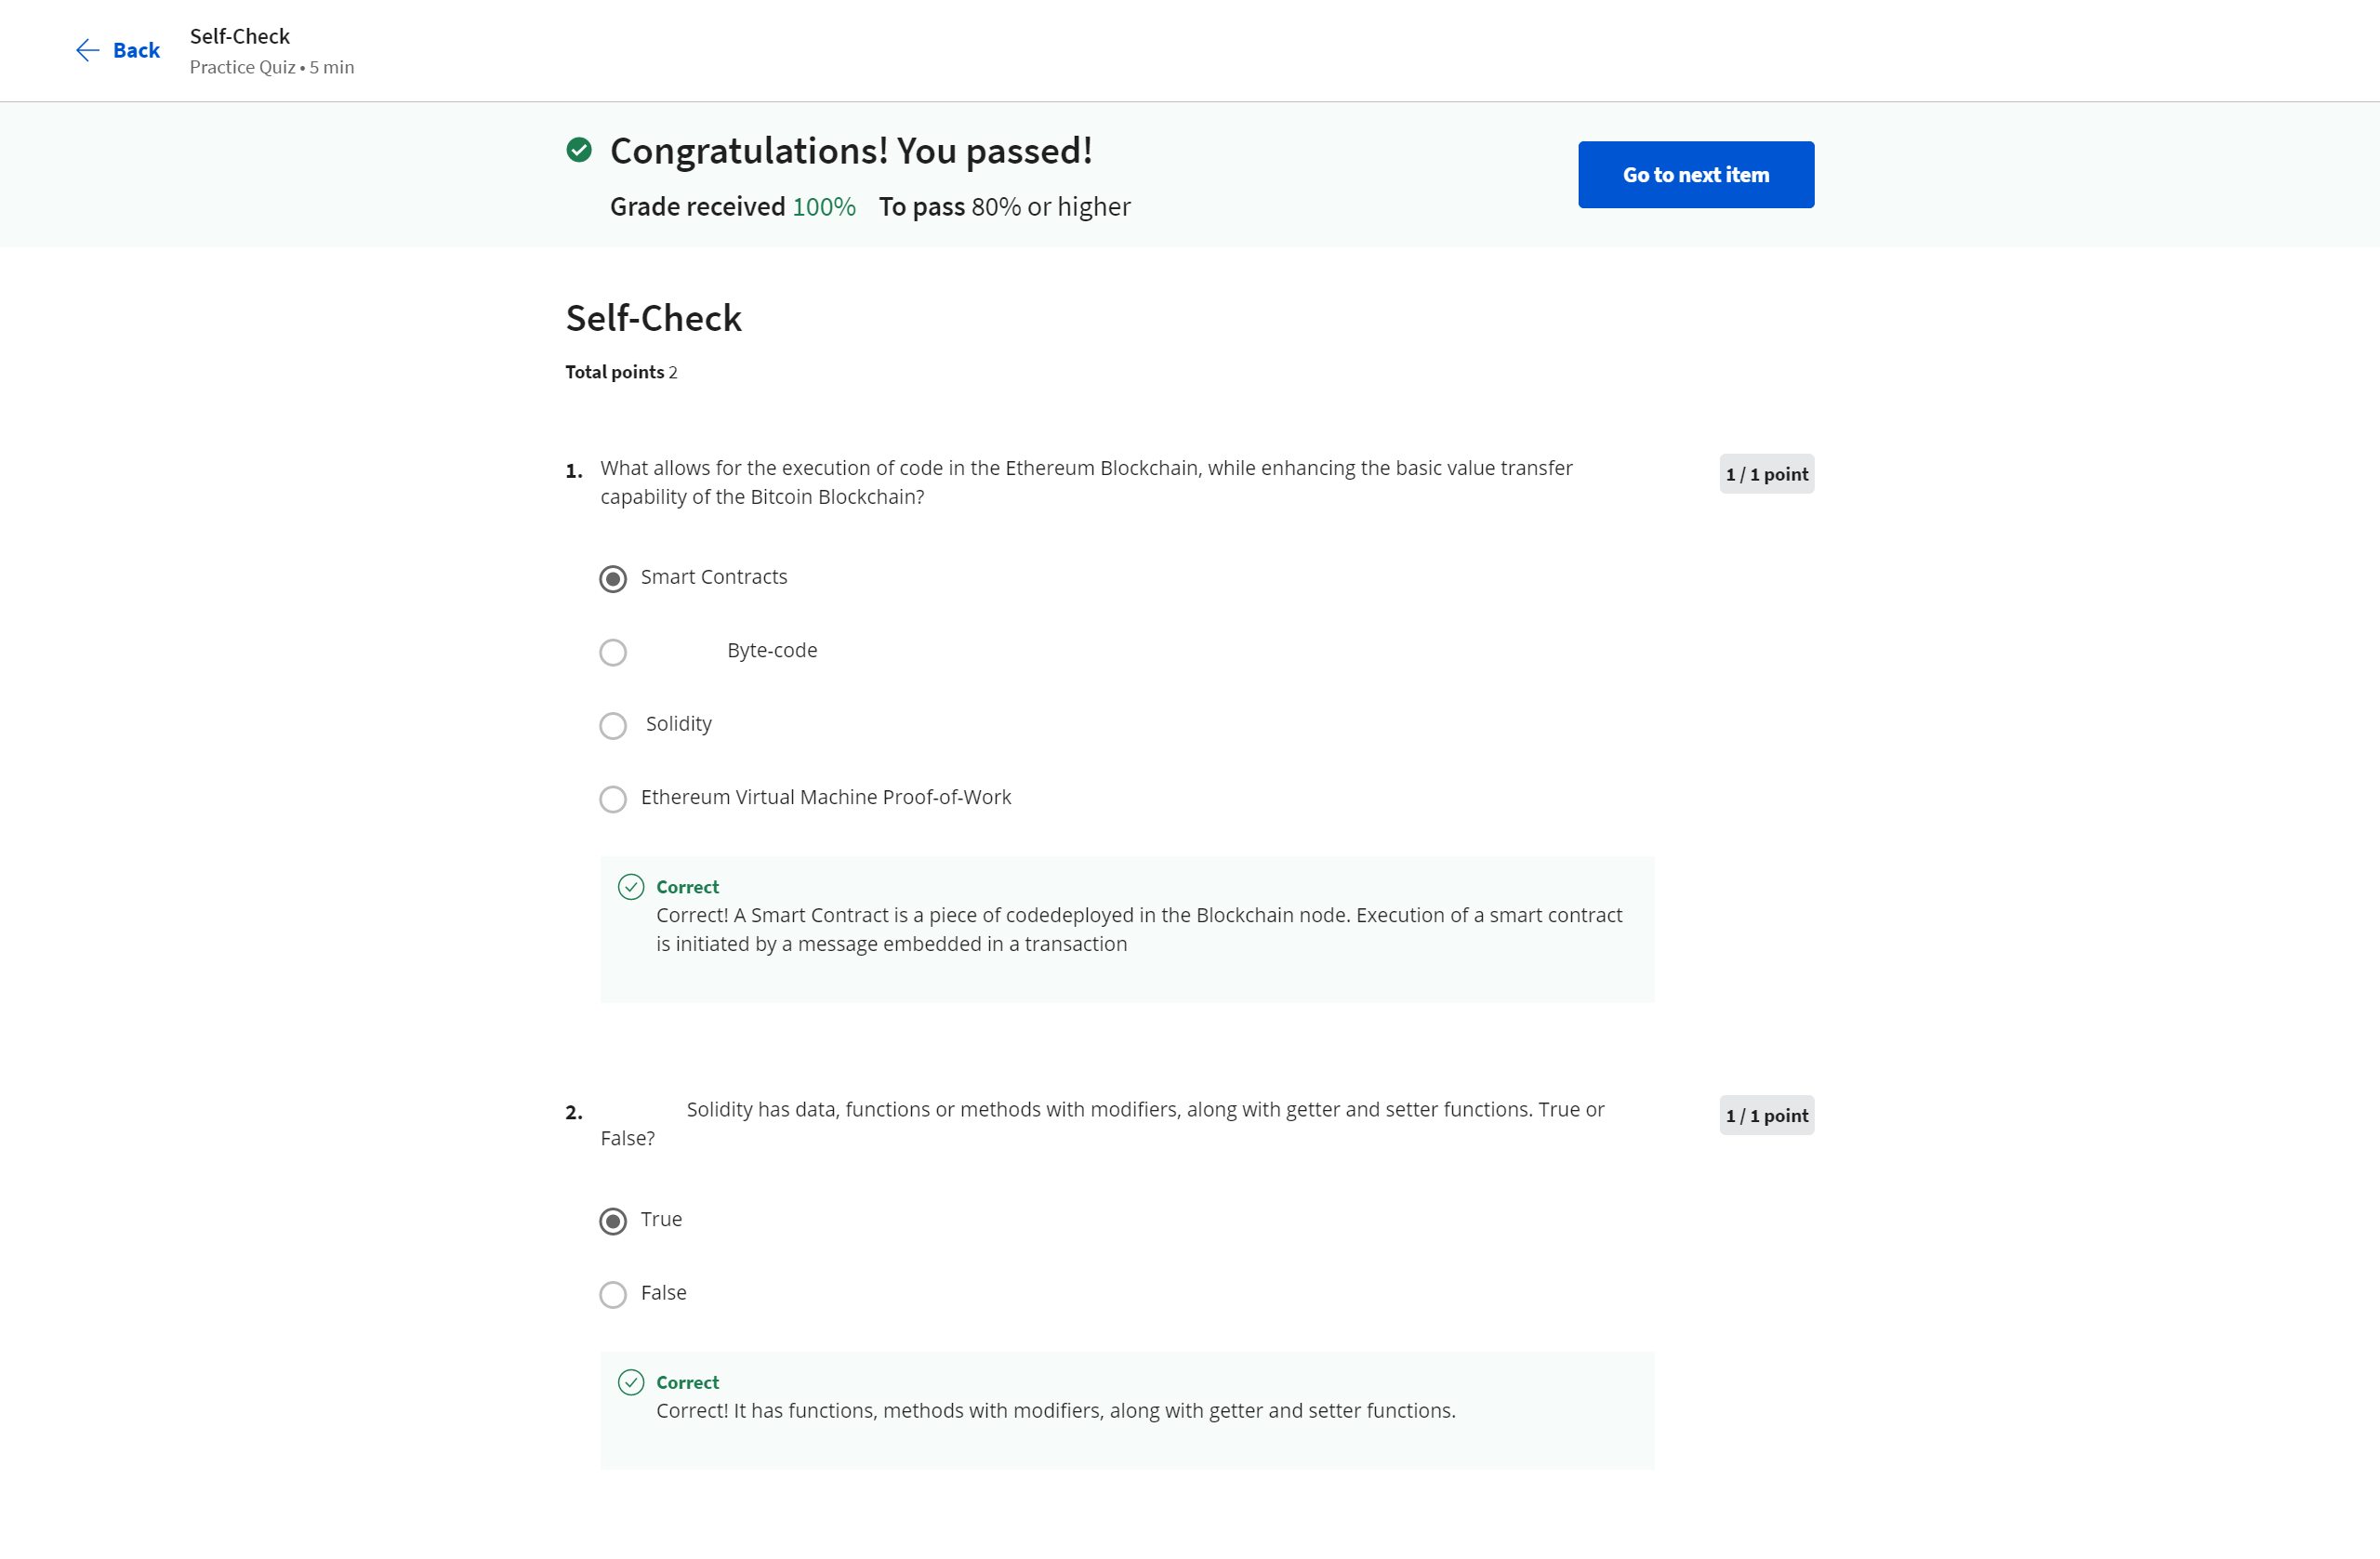 Back
Self-Check
Practice Quiz • 5 min
Congratulations! You passed!
Grade received 100% To pass 80% or higher
Go to next item
Self-Check
Total points 2
1. What allows for the execution of code in the Ethereum Blockchain, while enhancing the basic value transfer
capability of the Bitcoin Blockchain?
1 / 1 point
Smart Contracts
Byte-code
Solidity
Ethereum Virtual Machine Proof-of-Work
Correct
Correct! A Smart Contract is a piece of codedeployed in the Blockchain node. Execution of a smart contract
is initiated by a message embedded in a transaction
2. Solidity has data, functions or methods with modifiers, along with getter and setter functions. True or
False?
1 / 1 point
True
False
Correct
Correct! It has functions, methods with modifiers, along with getter and setter functions.